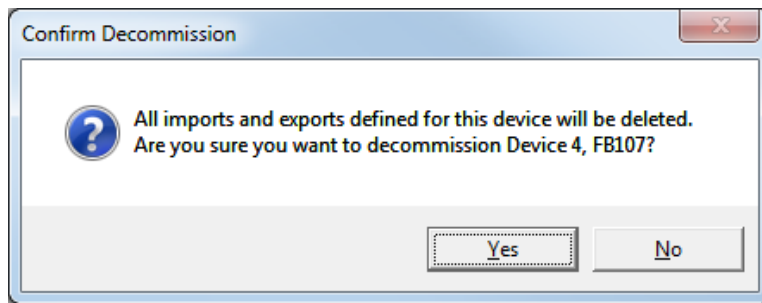 Confirm Decommission
All imports and exports defined for this device will be deleted.
Are you sure you want to decommission Device 4, FB107?
Yes
No